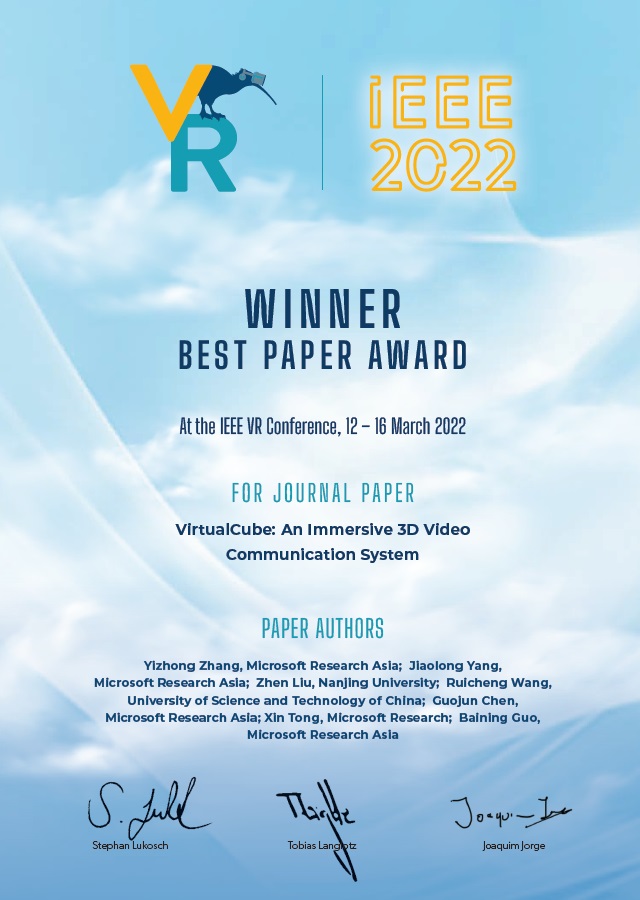 VR
IEEE
2022
WINNER
BEST PAPER AWARD
At the IEEE VR Conference, 12 – 16 March 2022
FOR JOURNAL PAPER
VirtualCube: An Immersive 3D Video
Communication System
PAPER AUTHORS
Yizhong Zhang, Microsoft Research Asia; Jiaolong Yang,
Microsoft Research Asia; Zhen Liu, Nanjing University; Ruicheng Wang,
University of Science and Technology of China; Guojun Chen,
Microsoft Research Asia; Xin Tong, Microsoft Research; Baining Guo,
Microsoft Research Asia
Stephan Lukosch
Tobias Langlotz
Joaquim Jorge